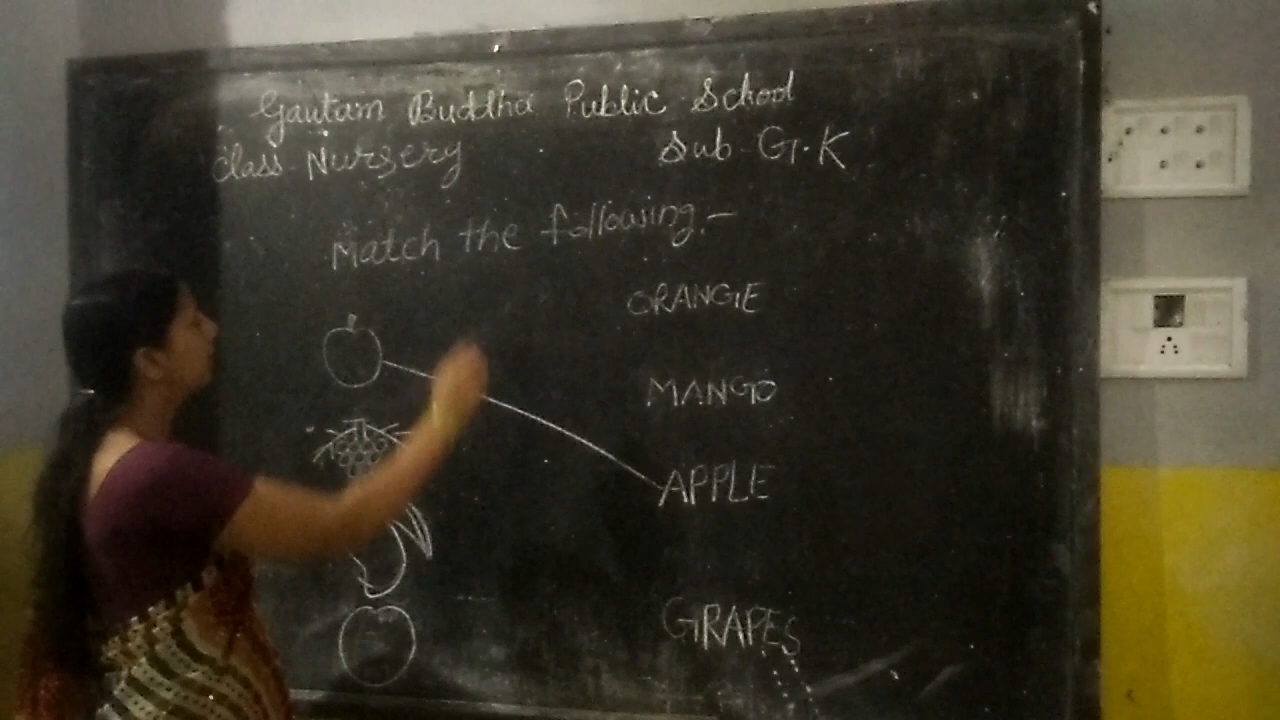 Gautam Buddha Public School
Class- Nursery Sub- G.K
Match the following:-
ORANGE
MANGO
APPLE
GRAPES